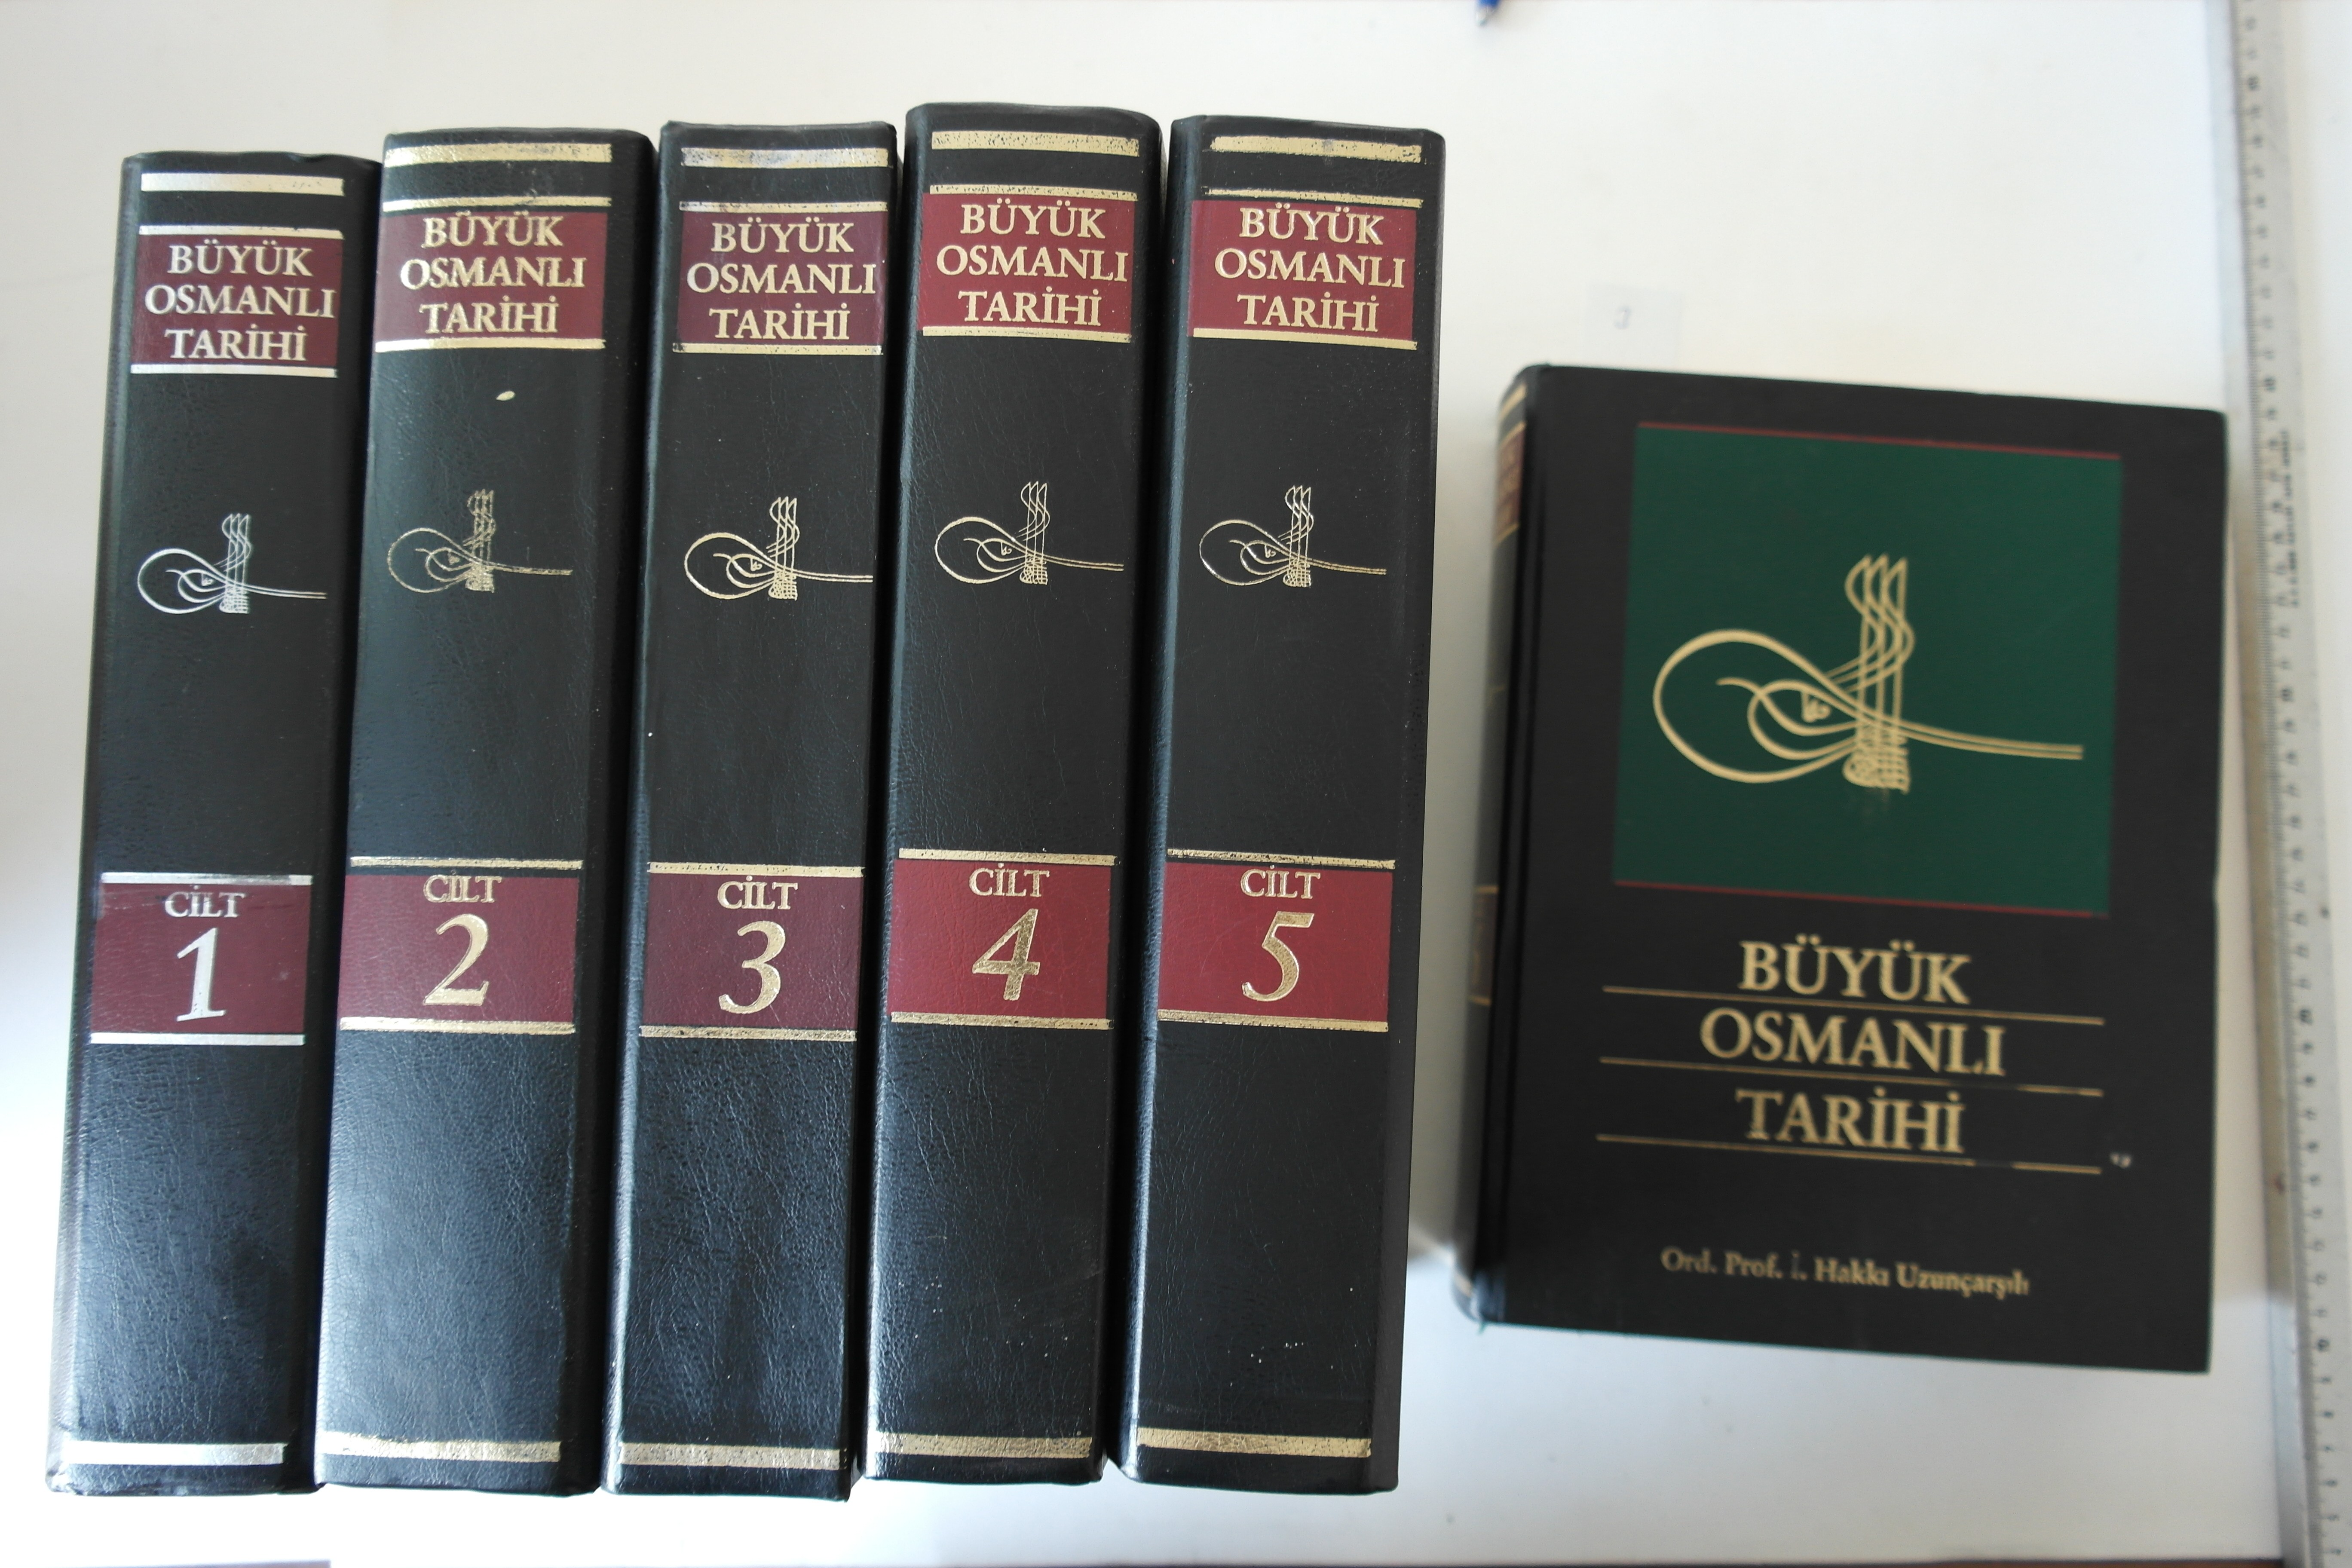 BÜYÜK
OSMANLI
TARİHİ
CİLT
1
BÜYÜK
OSMANLI
TARİHİ
CİLT
2
BÜYÜK
OSMANLI
TARİHİ
CİLT
3
BÜYÜK
OSMANLI
TARİHİ
CİLT
4
BÜYÜK
OSMANLI
TARİHİ
CİLT
5
BÜYÜK
OSMANLI
TARİHİ
Ord. Prof. İ. Hakkı Uzunçarşılı